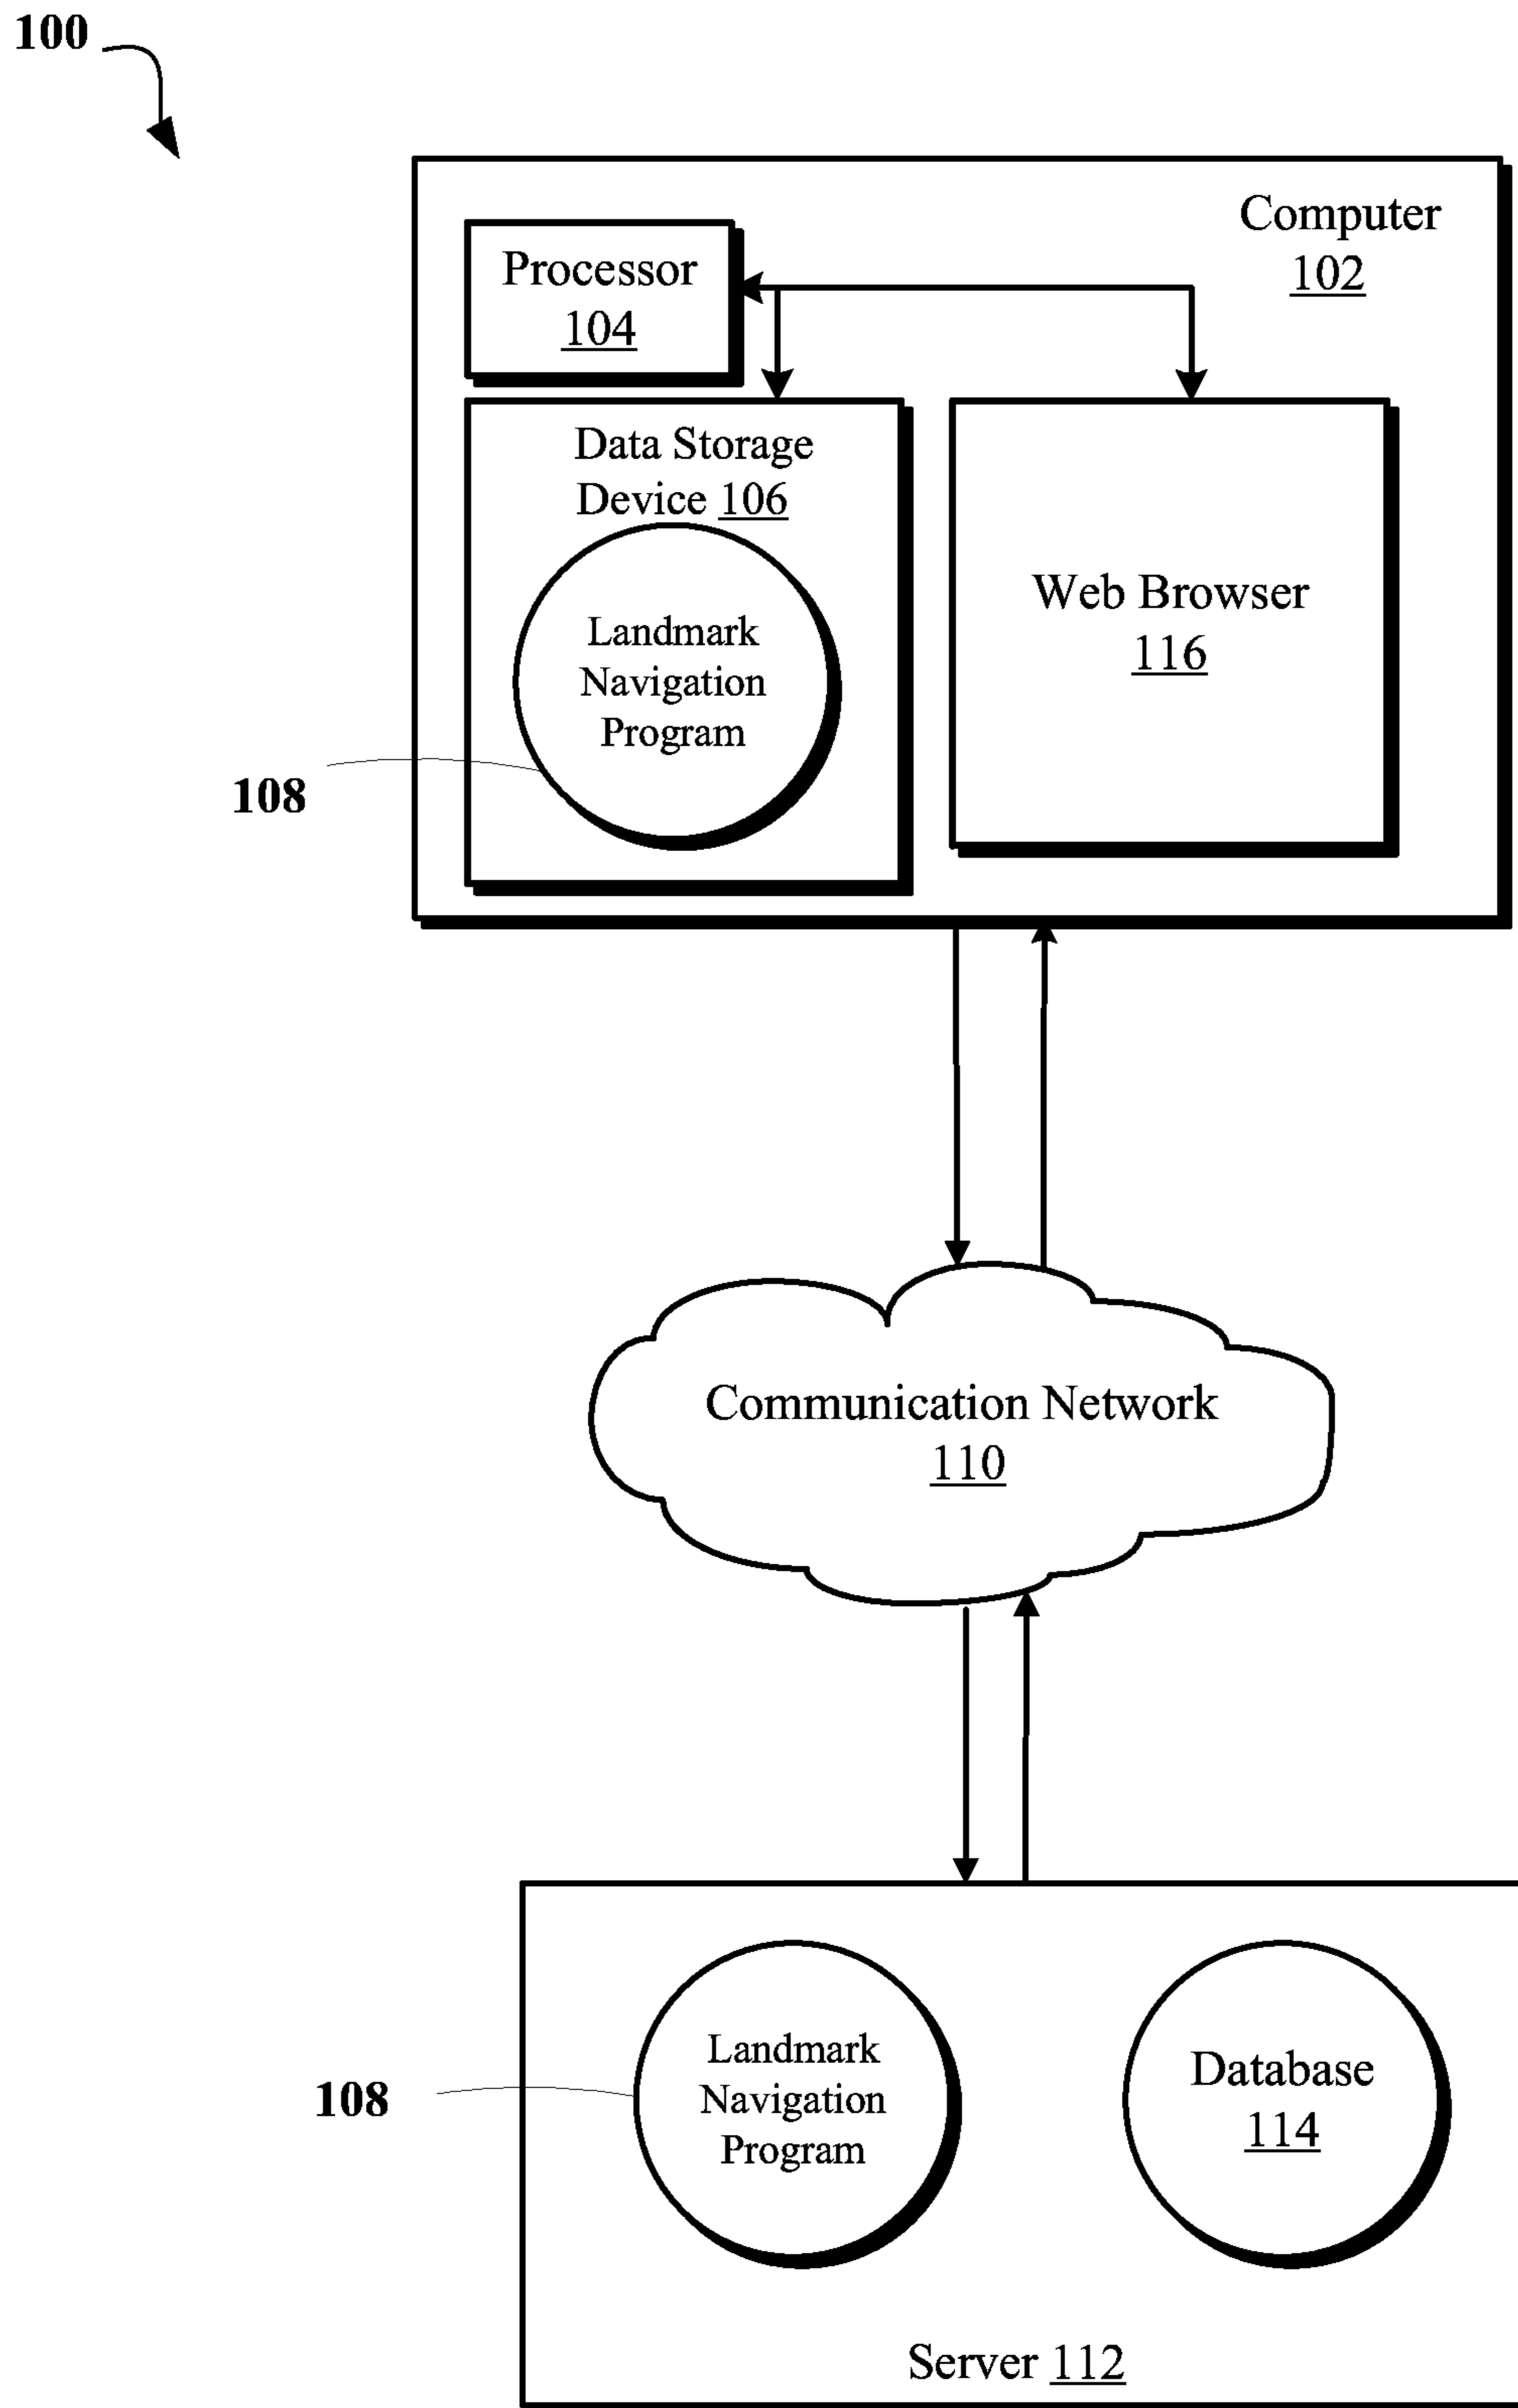 100
Computer
102
Processor
104
Data Storage
Device 106
Landmark
Navigation
Program
108
Web Browser
116
Communication Network
110
Landmark
Navigation
Program
108
Database
114
Server 112